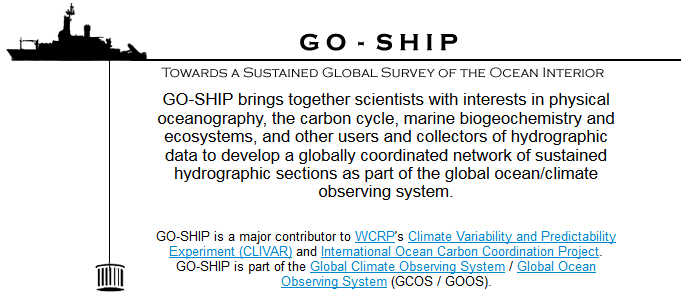 GO - SHIP
TOWARDS A SUSTAINED GLOBAL SURVEY OF THE OCEAN INTERIOR
GO-SHIP brings together scientists with interests in physical
oceanography, the carbon cycle, marine biogeochemistry and
ecosystems, and other users and collectors of hydrographic
data to develop a globally coordinated network of sustained
hydrographic sections as part of the global ocean/climate
observing system.
GO-SHIP is a major contributor to WCRP's Climate Variability and Predictability
Experiment (CLIVAR) and International Ocean Carbon Coordination Project.
GO-SHIP is part of the Global Climate Observing System / Global Ocean
Observing System (GCOS / GOOS).